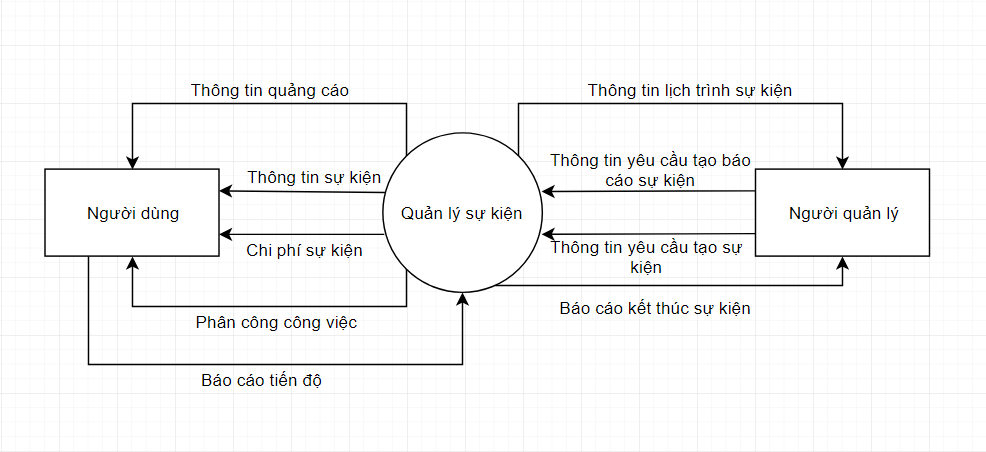 Thông tin quảng cáo
Thông tin lịch trình sự kiện
Thông tin sự kiện
Thông tin yêu cầu tạo báo
cáo sự kiện
Người dùng
Quản lý sự kiện
Người quản lý
Chi phí sự kiện
Thông tin yêu cầu tạo sự
kiện
Phân công công việc
Báo cáo kết thúc sự kiện
Báo cáo tiến độ